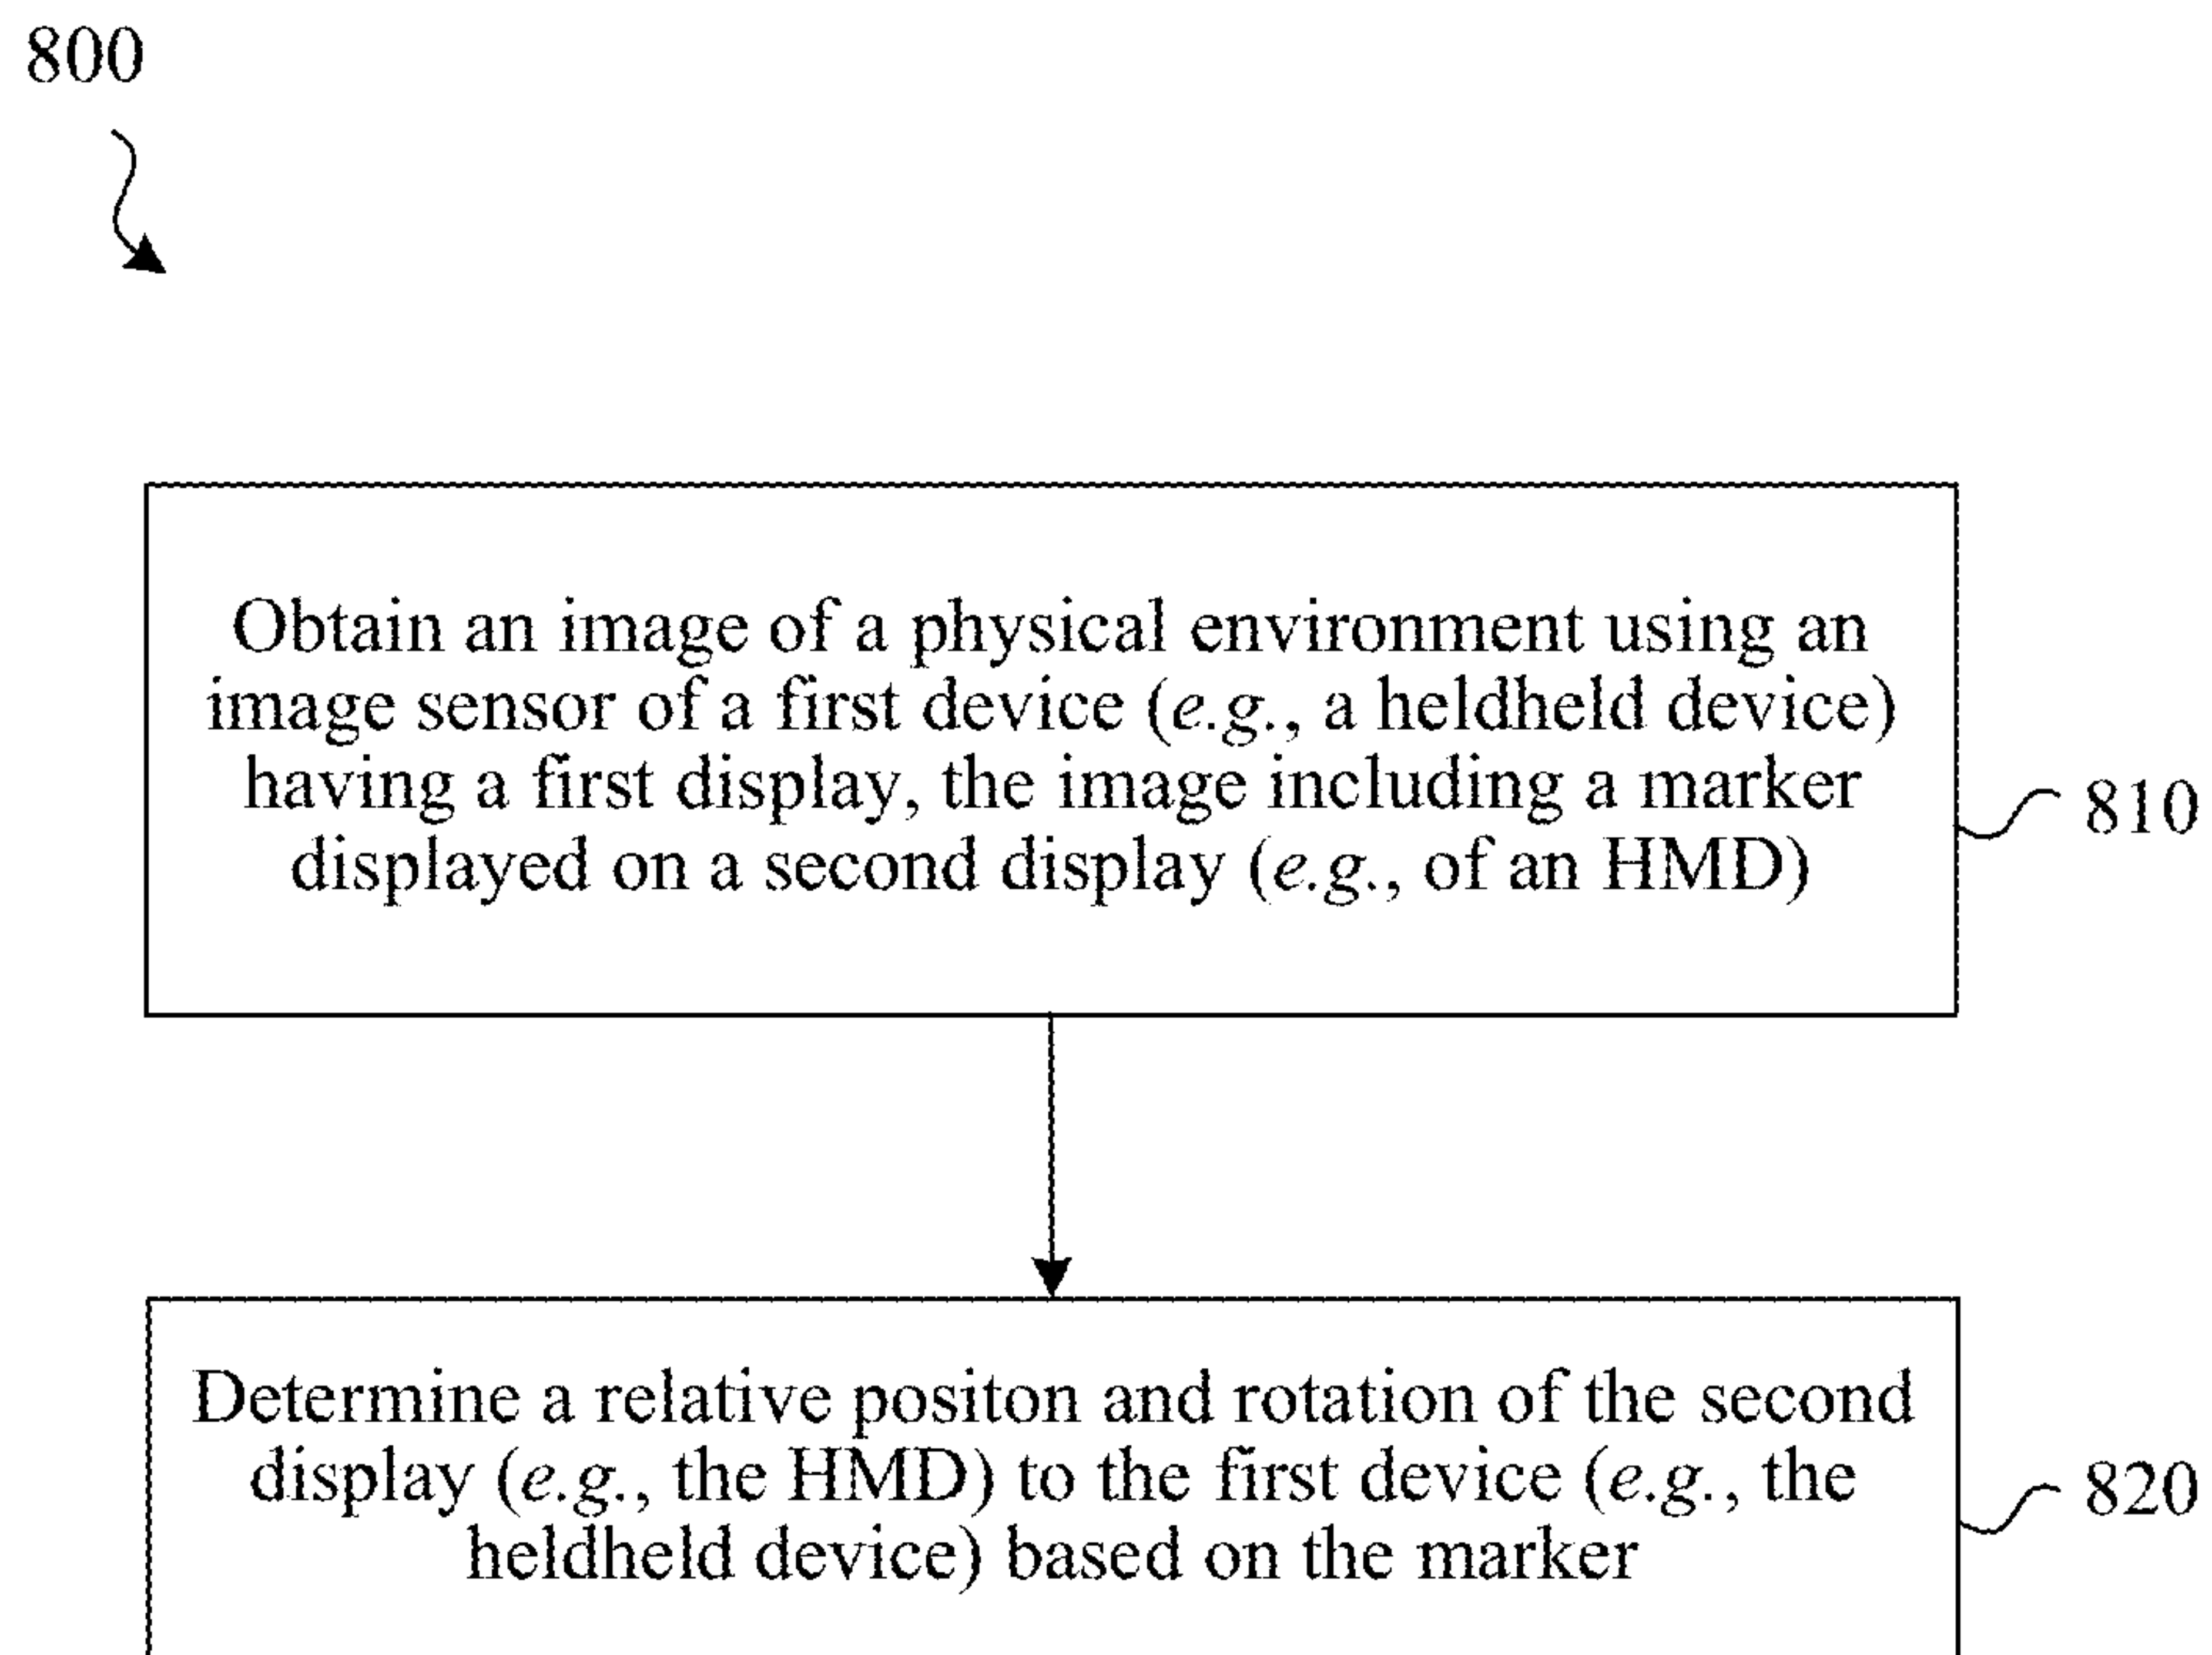 800
Obtain an image of a physical environment using an
image sensor of a first device (e.g., a heldheld device)
having a first display, the image including a marker
displayed on a second display (e.g., of an HMD)
810
Determine a relative positon and rotation of the second
display (e.g., the HMD) to the first device (e.g., the
heldheld device) based on the marker
820